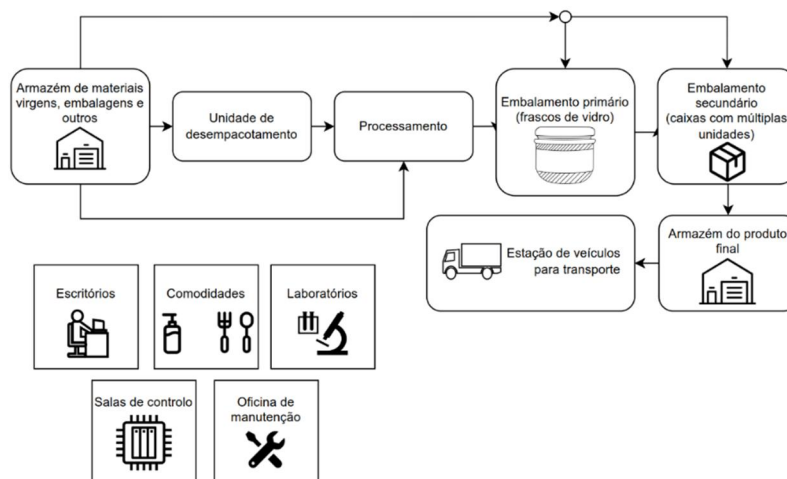 Armazém de materiais
virgens, embalagens e
outros
Unidade de
desempacotamento
Processamento
Embalamento primário
(frascos de vidro)
Embalamento
secundário
(caixas com múltiplas
unidades)
Estação de veículos
para transporte
Armazém do produto
final
Escritórios
Comodidades
Laboratórios
Salas de controlo
Oficina de
manutenção